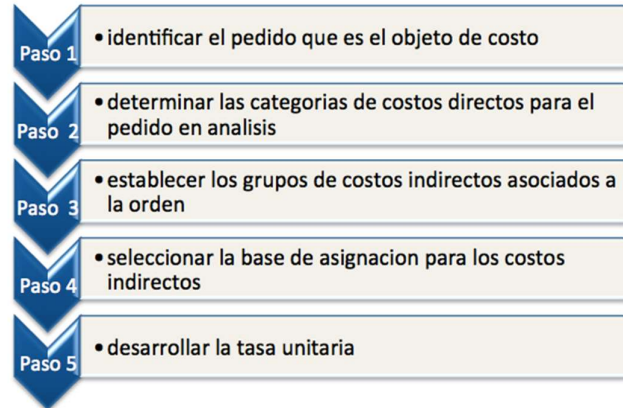 Paso 1
• identificar el pedido que es el objeto de costo
Paso 2
• determinar las categorias de costos directos para el
pedido en analisis
Paso 3
• establecer los grupos de costos indirectos asociados a
la orden
Paso 4
• seleccionar la base de asignacion para los costos
indirectos
Paso 5
• desarrollar la tasa unitaria